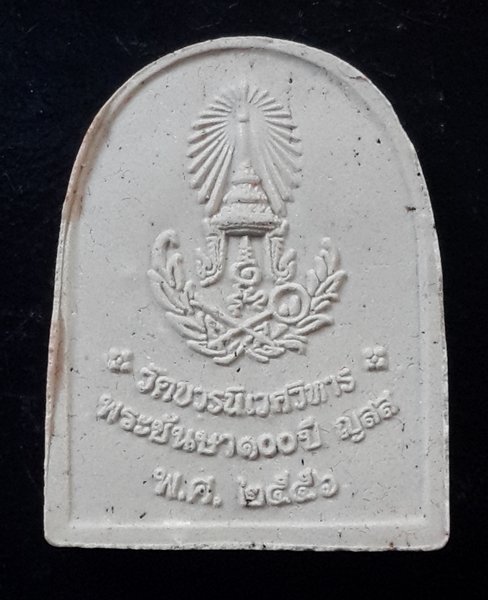 วัดบวรนิเวศวิหาร
พระชันษา๑๐๐ปี ญสส
พ.ศ. ๒๕๕๖